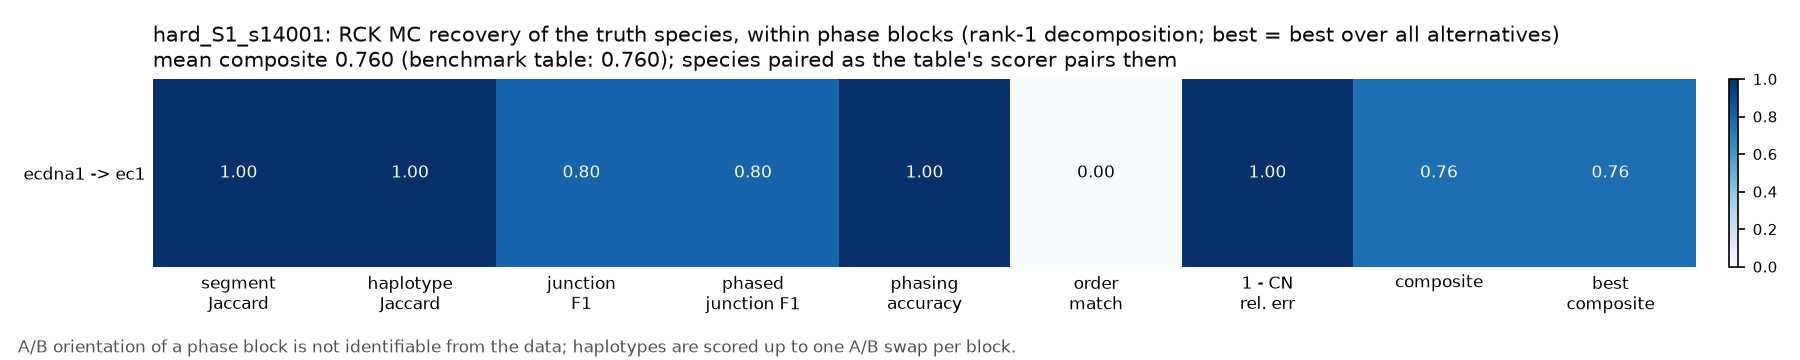 hard_S1_s14001: RCK MC recovery of the truth species, within phase blocks (rank-1 decomposition; best = best over all alternatives)
mean composite 0.760 (benchmark table: 0.760); species paired as the table's scorer pairs them
ecdna1 -> ec1
1.00
1.00
0.80
0.80
1.00
0.00
1.00
0.76
0.76
segment
Jaccard
haplotype
Jaccard
junction
F1
phased
junction F1
phasing
accuracy
order
match
1 - CN
rel. err
composite
best
composite
1.0
0.8
0.6
0.4
0.2
0.0
A/B orientation of a phase block is not identifiable from the data; haplotypes are scored up to one A/B swap per block.